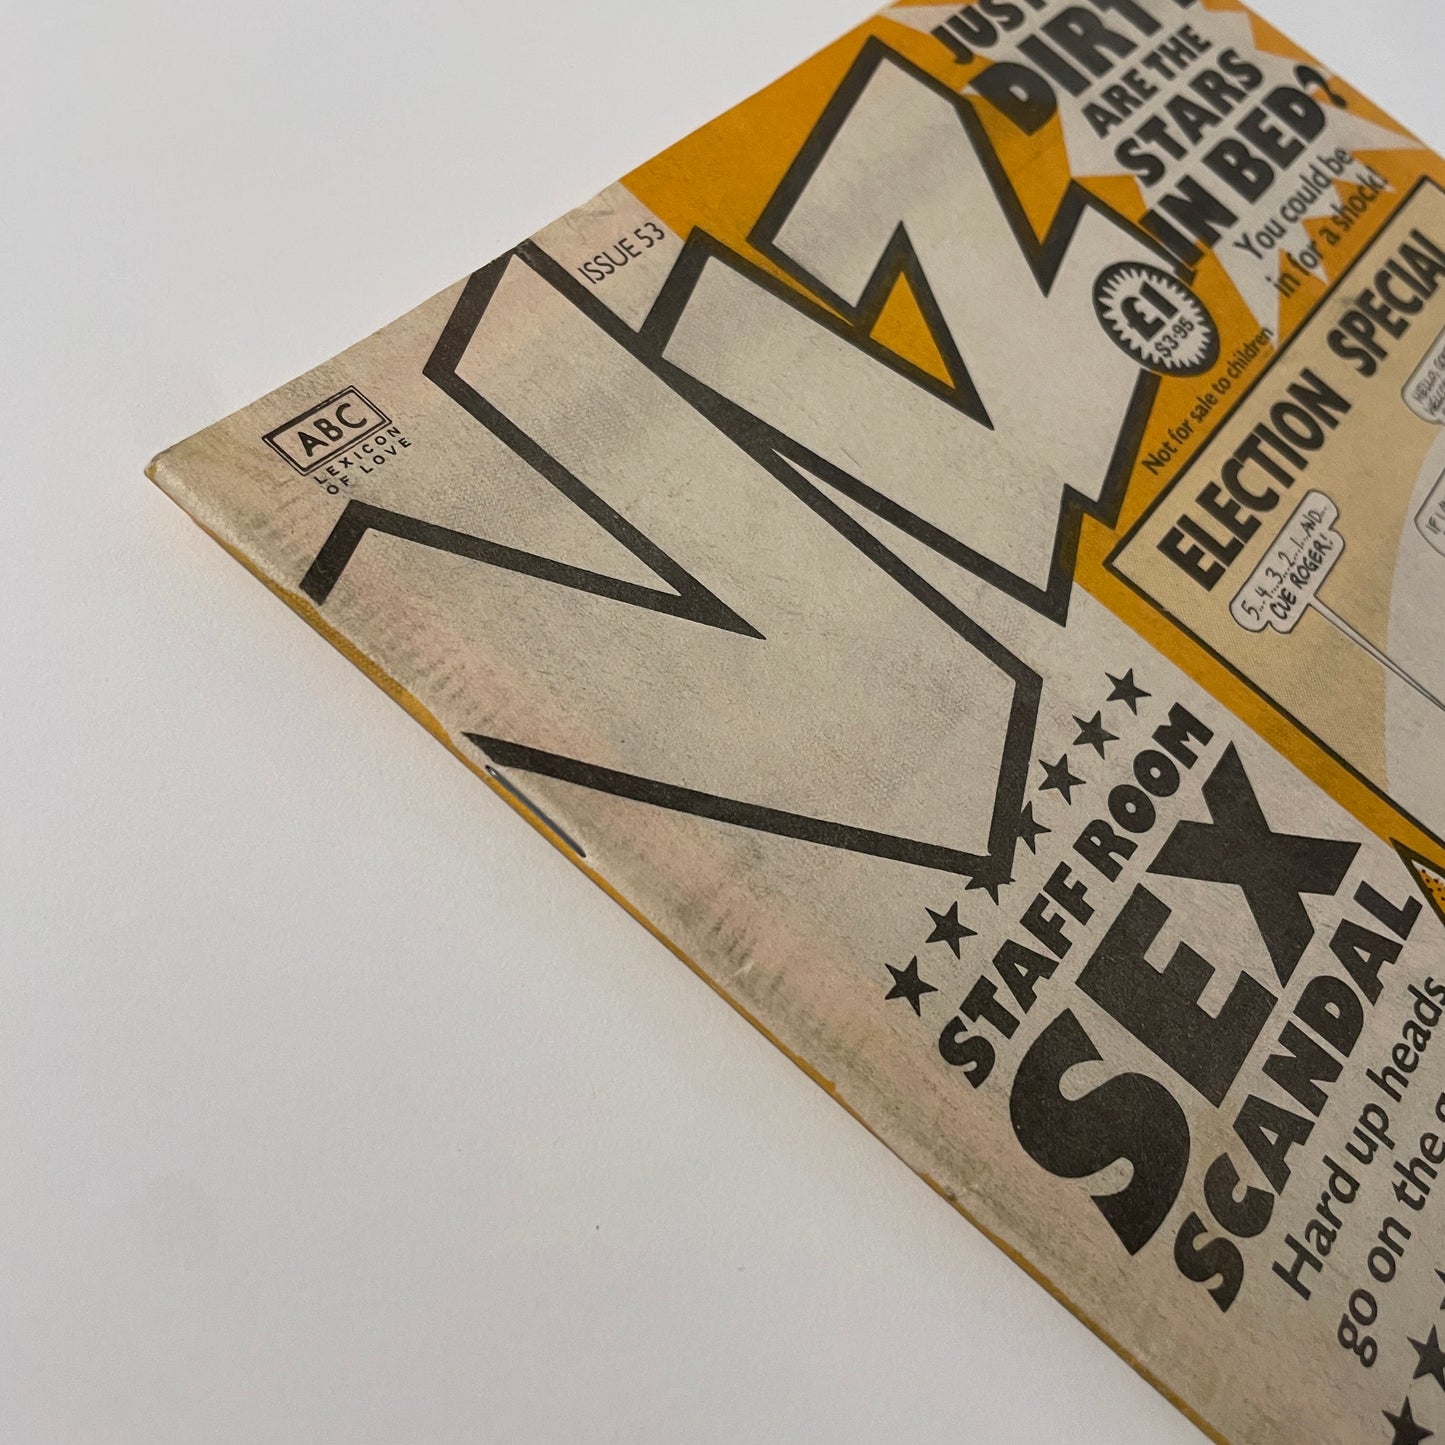 JUST
ARE THE
STARS
IN BED?
You could be
in for a shock!
ISSUE 53
VIZ
ABC
LEXICON
OF LOVE
£1
$3·95
Not for sale to children
ELECTION SPECIAL
5..4..3..2..1..AND...
CUE ROGER!
STAFF ROOM
SEX
SCANDAL
Hard up heads
go on the